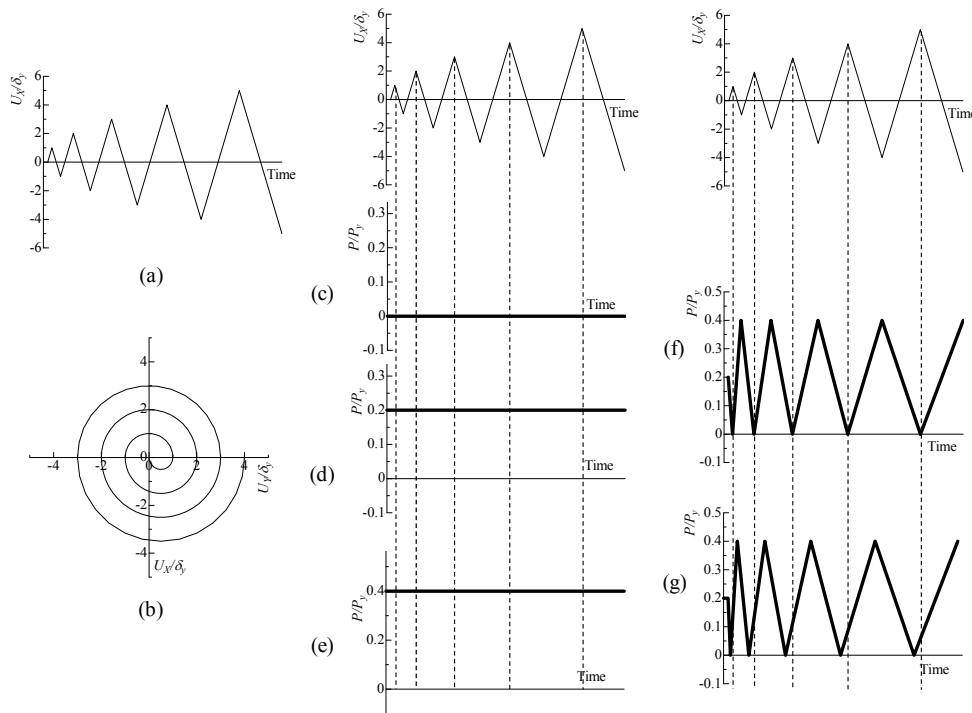 U_X/δ_y
6
4
2
0
-2
-4
-6
Time
(a)
4
2
0
-2
-4
-4
-2
0
2
4
U_Y/δ_y
U_X/δ_y
(b)
U_X/δ_y
6
4
2
0
-2
-4
-6
Time
P/P_y
0.3
0.2
0.1
0
-0.1
Time
(c)
P/P_y
0.3
0.2
0.1
0
-0.1
Time
(d)
P/P_y
0.4
0.2
0
Time
(e)
U_X/δ_y
6
4
2
0
-2
-4
-6
Time
P/P_y
0.5
0.4
0.3
0.2
0.1
0
-0.1
Time
(f)
P/P_y
0.5
0.4
0.3
0.2
0.1
0
-0.1
Time
(g)